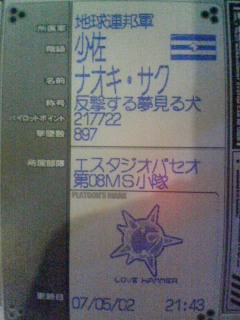 所属軍 地球連邦軍
階級 少佐
名前 ナオキ・サク
称号 反撃する夢見る犬
パイロットポイント 217722
撃墜数 897
所属部隊 エスタジオパセオ
第08MS小隊
PLATOON'S MARK
LOVE HAMMER
更新日 07/05/02 21:43